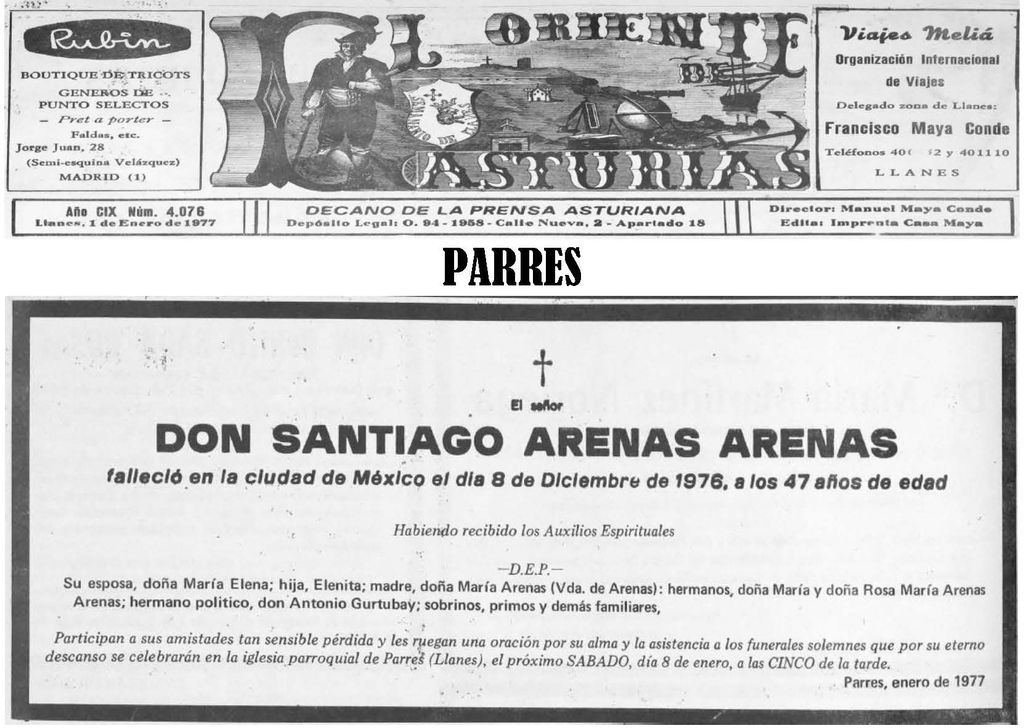 Rubin
BOUTIQUE DE TRICOTS
GENEROS DE
PUNTO SELECTOS
– Pret a porter –
Faldas, etc.
Jorge Juan, 28
(Semi-esquina Velázquez)
MADRID (1)
EL ORIENTE
DE
ASTURIAS
Viajes Meliá
Organización Internacional
de Viajes
Delegado zona de Llanes:
Francisco Maya Conde
Teléfonos 40 2 y 401110
LLANES
Año CIX Núm. 4.076
Llanes, 1 de Enero de 1977
DECANO DE LA PRENSA ASTURIANA
Depósito Legal: O. 94-1958 - Calle Nueva, 2 - Apartado 18
Director: Manuel Maya Conde
Edita: Imprenta Casa Maya
PARRES
El señor
DON SANTIAGO ARENAS ARENAS
falleció en la ciudad de México el dia 8 de Diciembre de 1976, a los 47 años de edad
Habiendo recibido los Auxilios Espirituales
—D.E.P.—
Su esposa, doña María Elena; hija, Elenita; madre, doña María Arenas (Vda. de Arenas): hermanos, doña María y doña Rosa María Arenas
Arenas; hermano politico, don Antonio Gurtubay; sobrinos, primos y demás familiares,
Participan a sus amistades tan sensible pérdida y les ruegan una oración por su alma y la asistencia a los funerales solemnes que por su eterno
descanso se celebrarán en la iglesia parroquial de Parres (Llanes), el próximo SABADO, día 8 de enero, a las CINCO de la tarde.
Parres, enero de 1977